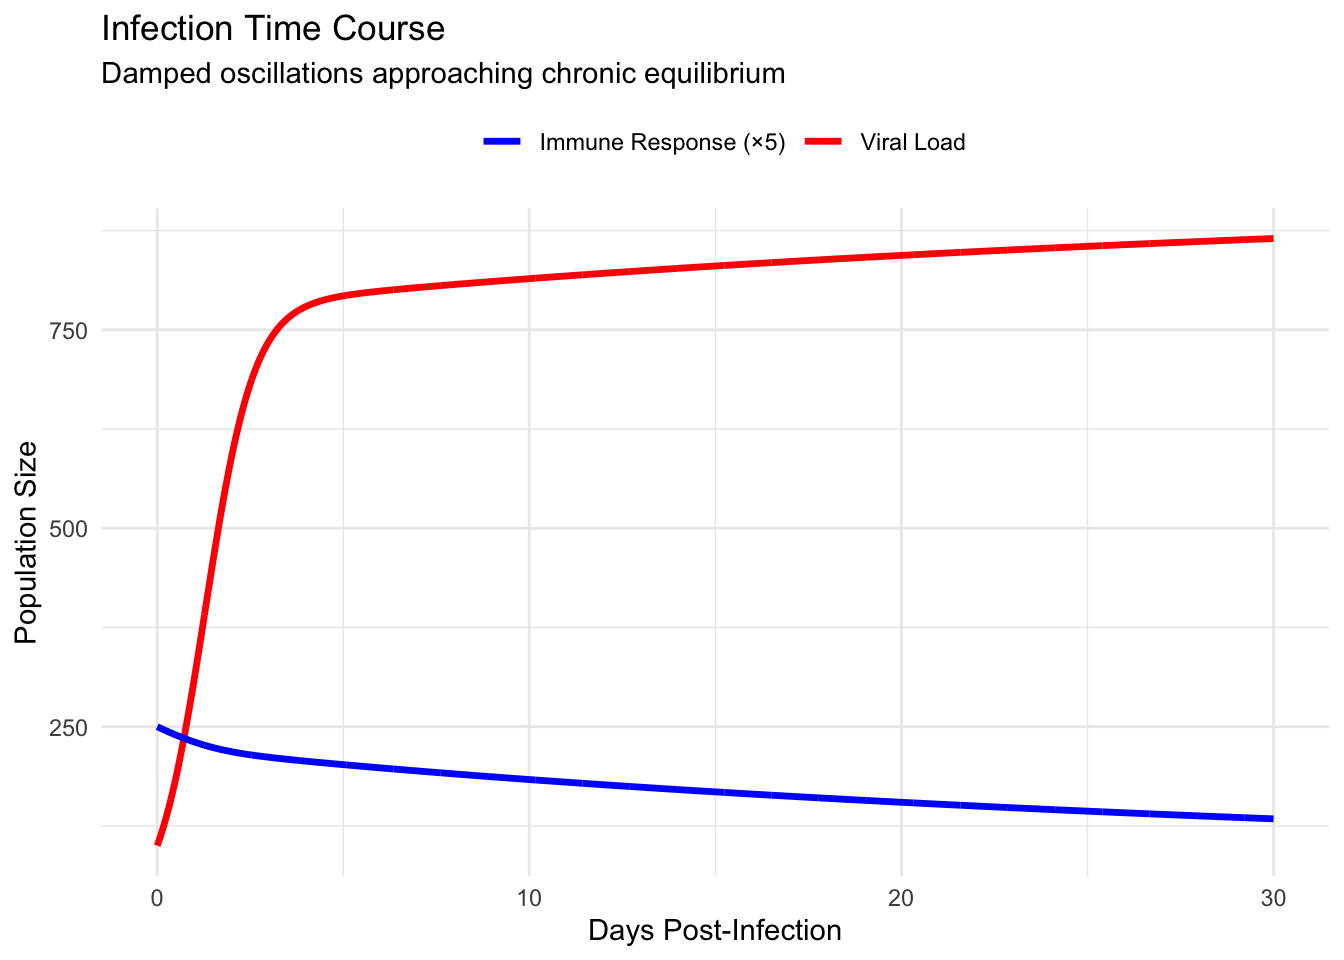 Infection Time Course
Damped oscillations approaching chronic equilibrium
Immune Response (×5) Viral Load
750
500
250
Population Size
0 10 20 30
Days Post-Infection